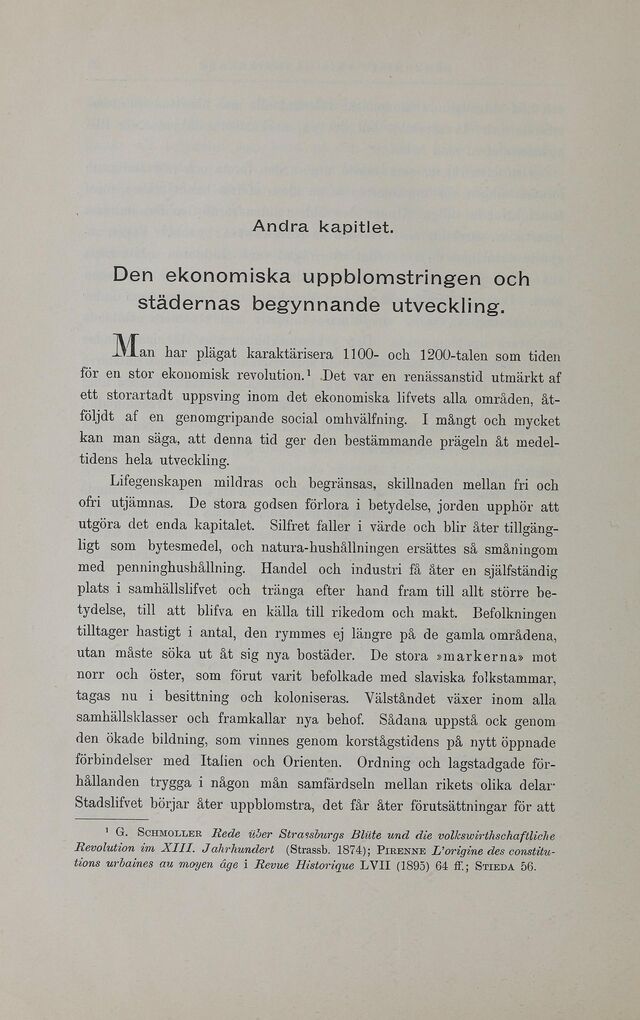 Andra kapitlet.
Den ekonomiska uppblomstringen och
städernas begynnande utveckling.
Man har plägat karaktärisera 1100- och 1200-talen som tiden
för en stor ekonomisk revolution.¹ Det var en renässanstid utmärkt af
ett storartadt uppsving inom det ekonomiska lifvets alla områden, åt-
följdt af en genomgripande social omhvälfning. I mångt och mycket
kan man säga, att denna tid ger den bestämmande prägeln åt medel-
tidens hela utveckling.
Lifegenskapen mildras och begränsas, skillnaden mellan fri och
ofri utjämnas. De stora godsen förlora i betydelse, jorden upphör att
utgöra det enda kapitalet. Silfret faller i värde och blir åter tillgäng-
ligt som bytesmedel, och natura-hushållningen ersättes så småningom
med penninghushållning. Handel och industri få åter en själfständig
plats i samhällslifvet och tränga efter hand fram till allt större be-
tydelse, till att blifva en källa till rikedom och makt. Befolkningen
tilltager hastigt i antal, den rymmes ej längre på de gamla områdena,
utan måste söka ut åt sig nya bostäder. De stora »markerna» mot
norr och öster, som förut varit befolkade med slaviska folkstammar,
tagas nu i besittning och koloniseras. Välståndet växer inom alla
samhällsklasser och framkallar nya behof. Sådana uppstå ock genom
den ökade bildning, som vinnes genom korstågstidens på nytt öppnade
förbindelser med Italien och Orienten. Ordning och lagstadgade för-
hållanden trygga i någon mån samfärdseln mellan rikets olika delar
Stadslifvet börjar åter uppblomstra, det får åter förutsättningar för att
¹ G. Schmoller Rede über Strassburgs Blüte und die volkswirthschaftliche
Revolution im XIII. Jahrhundert (Strassb. 1874); Pirenne L'origine des constitu-
tions urbaines au moyen âge i Revue Historique LVII (1895) 64 ff.; Stieda 56.